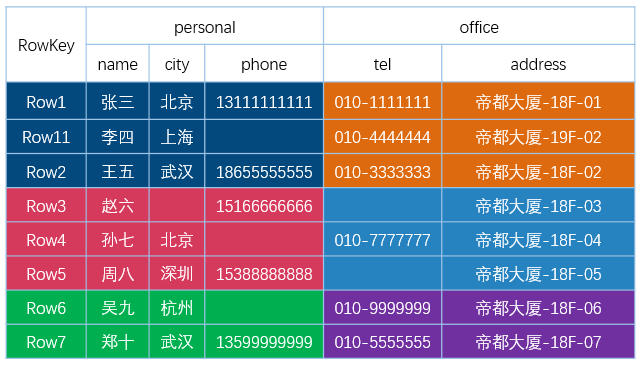 RowKey personal office
name city phone tel address
Row1 张三 北京 13111111111 010-1111111 帝都大厦-18F-01
Row11 李四 上海 010-4444444 帝都大厦-19F-02
Row2 王五 武汉 18655555555 010-3333333 帝都大厦-18F-02
Row3 赵六 15166666666 帝都大厦-18F-03
Row4 孙七 北京 010-7777777 帝都大厦-18F-04
Row5 周八 深圳 15388888888 帝都大厦-18F-05
Row6 吴九 杭州 010-9999999 帝都大厦-18F-06
Row7 郑十 武汉 13599999999 010-5555555 帝都大厦-18F-07